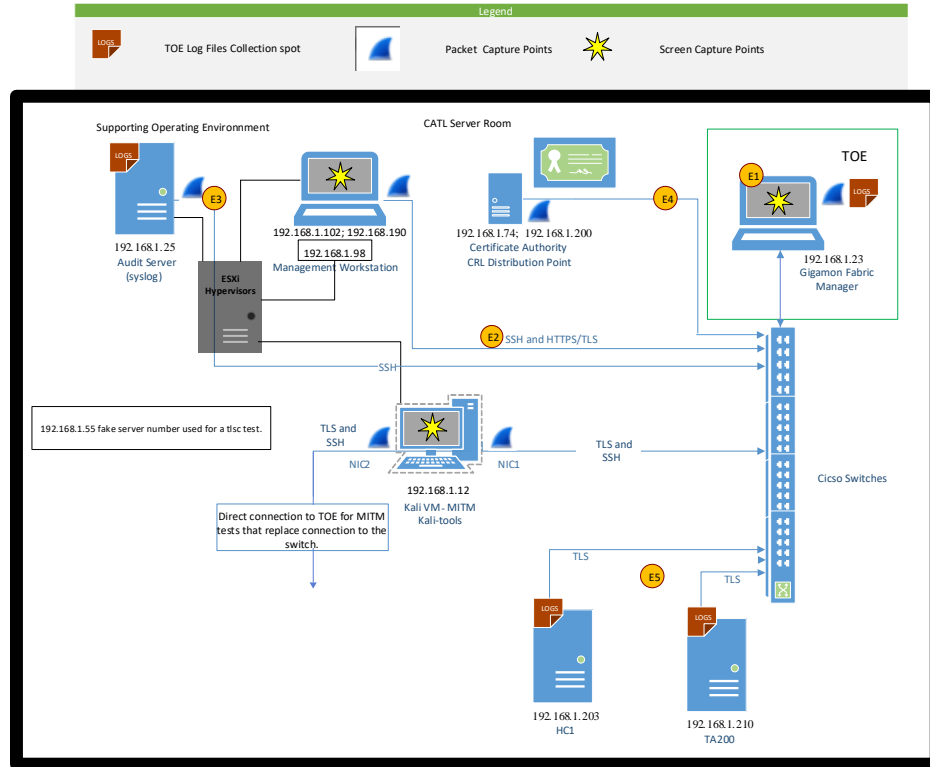 Legend
LOGS
TOE Log Files Collection spot
Packet Capture Points
Screen Capture Points
Supporting Operating Environnment
CATL Server Room
LOGS
E3
192.168.1.25
Audit Server
(syslog)
192.168.1.102; 192.168.190
192.168.1.98
Management Workstation
ESXi
Hypervisors
192.168.1.74; 192.168.1.200
Certificate Authority
CRL Distribution Point
E4
TOE
E1
LOGS
192.168.1.23
Gigamon Fabric
Manager
E2
SSH and HTTPS/TLS
SSH
192.168.1.55 fake server number used for a tlsc test.
TLS and
SSH
NIC2
NIC1
TLS and
SSH
192.168.1.12
Kali VM - MITM
Kali-tools
Cicso Switches
Direct connection to TOE for MITM
tests that replace connection to the
switch.
TLS
E5
TLS
LOGS
192.168.1.203
HC1
LOGS
192.168.1.210
TA200